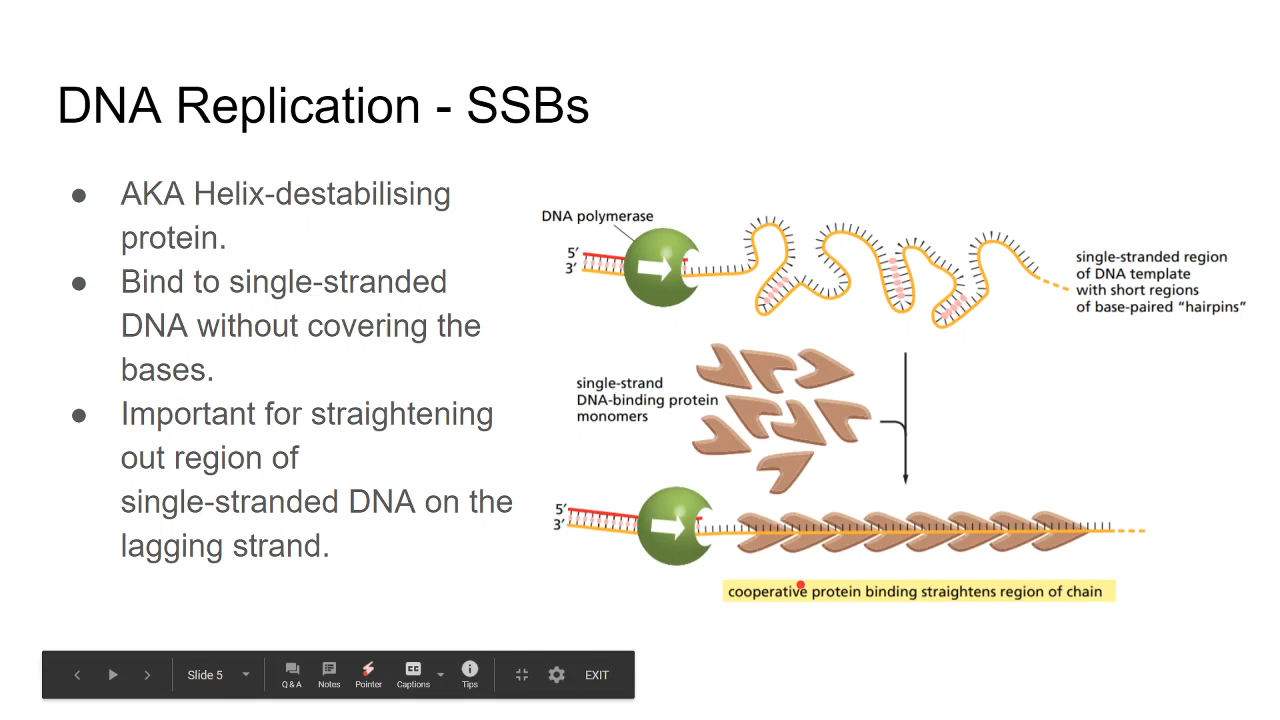 DNA Replication - SSBs
● AKA Helix-destabilising
protein.
● Bind to single-stranded
DNA without covering the
bases.
● Important for straightening
out region of
single-stranded DNA on the
lagging strand.
DNA polymerase
5′
3′
single-stranded region
of DNA template
with short regions
of base-paired “hairpins”
single-strand
DNA-binding protein
monomers
5′
3′
cooperative protein binding straightens region of chain
Slide 5
Q & A
Notes
Pointer
CC
Captions
Tips
EXIT